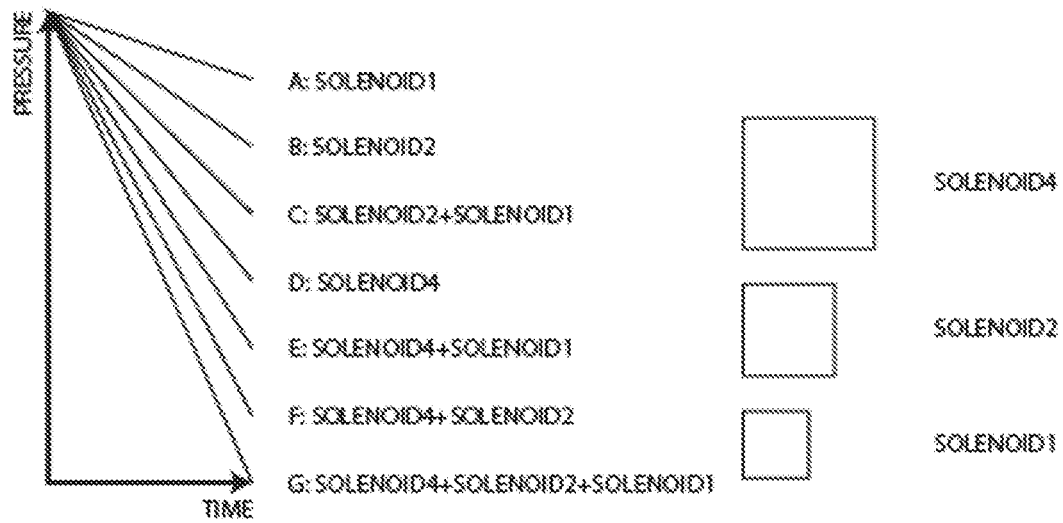 PRESSURE
A: SOLENOID1
B: SOLENOID2
C: SOLENOID2+SOLENOID1
D: SOLENOID4
E: SOLENOID4+SOLENOID1
F: SOLENOID4+SOLENOID2
G: SOLENOID4+SOLENOID2+SOLENOID1
TIME
SOLENOID4
SOLENOID2
SOLENOID1